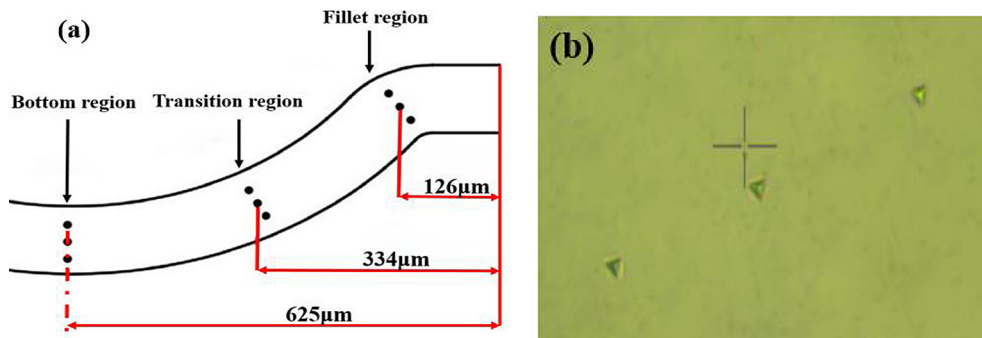 (a)
Fillet region
Bottom region
Transition region
126μm
334μm
625μm
(b)